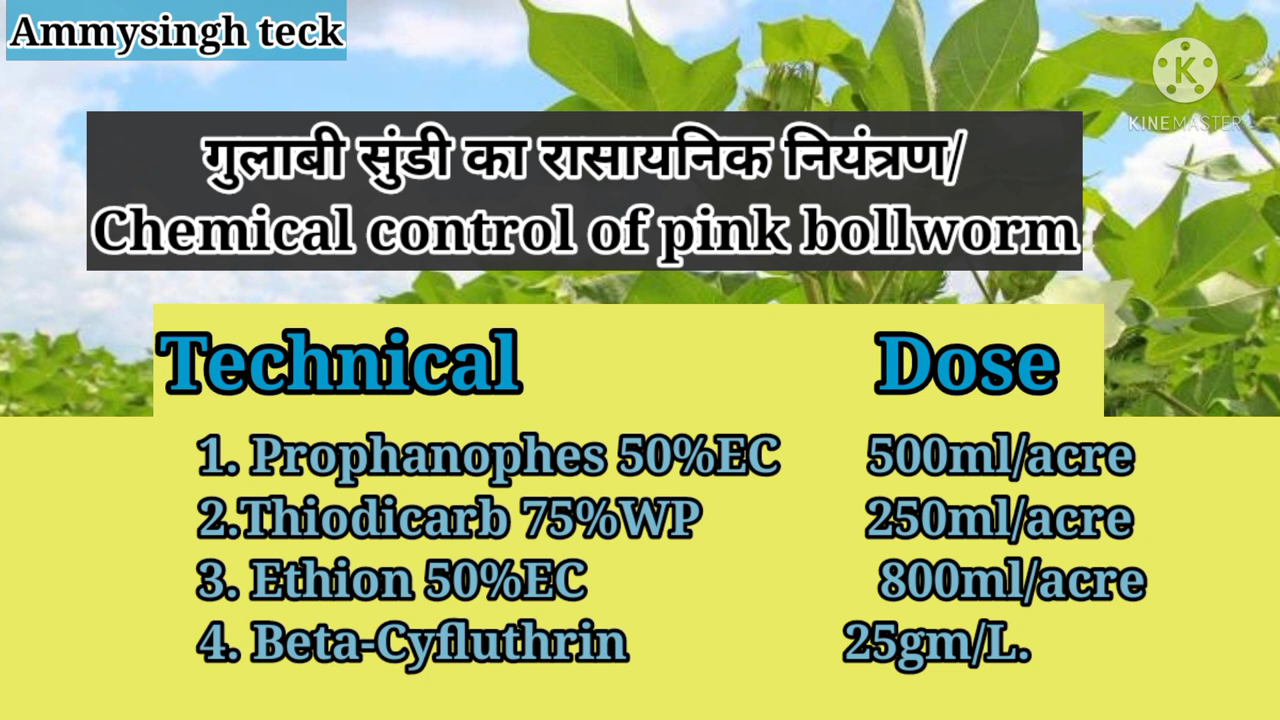 Ammysingh teck
K
KINEMASTER
गुलाबी सुंडी का रासायनिक नियंत्रण/
Chemical control of pink bollworm
Technical Dose
1. Prophanophes 50%EC 500ml/acre
2.Thiodicarb 75%WP 250ml/acre
3. Ethion 50%EC 800ml/acre
4. Beta-Cyfluthrin 25gm/L.